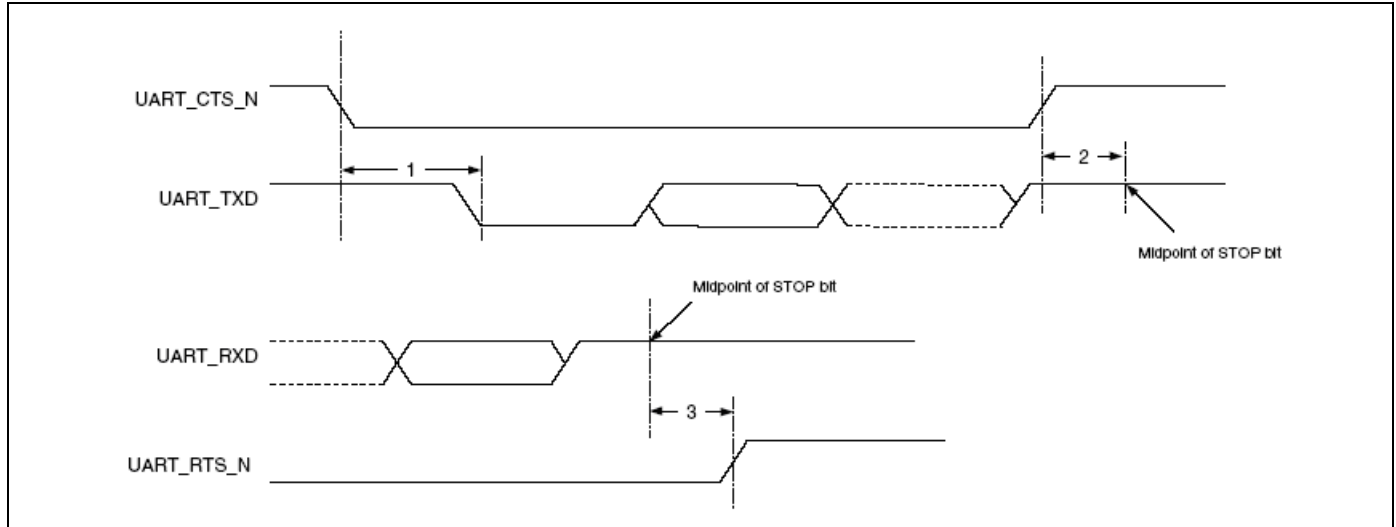 UART_CTS_N
1
2
UART_TXD
Midpoint of STOP bit
Midpoint of STOP bit
UART_RXD
3
UART_RTS_N